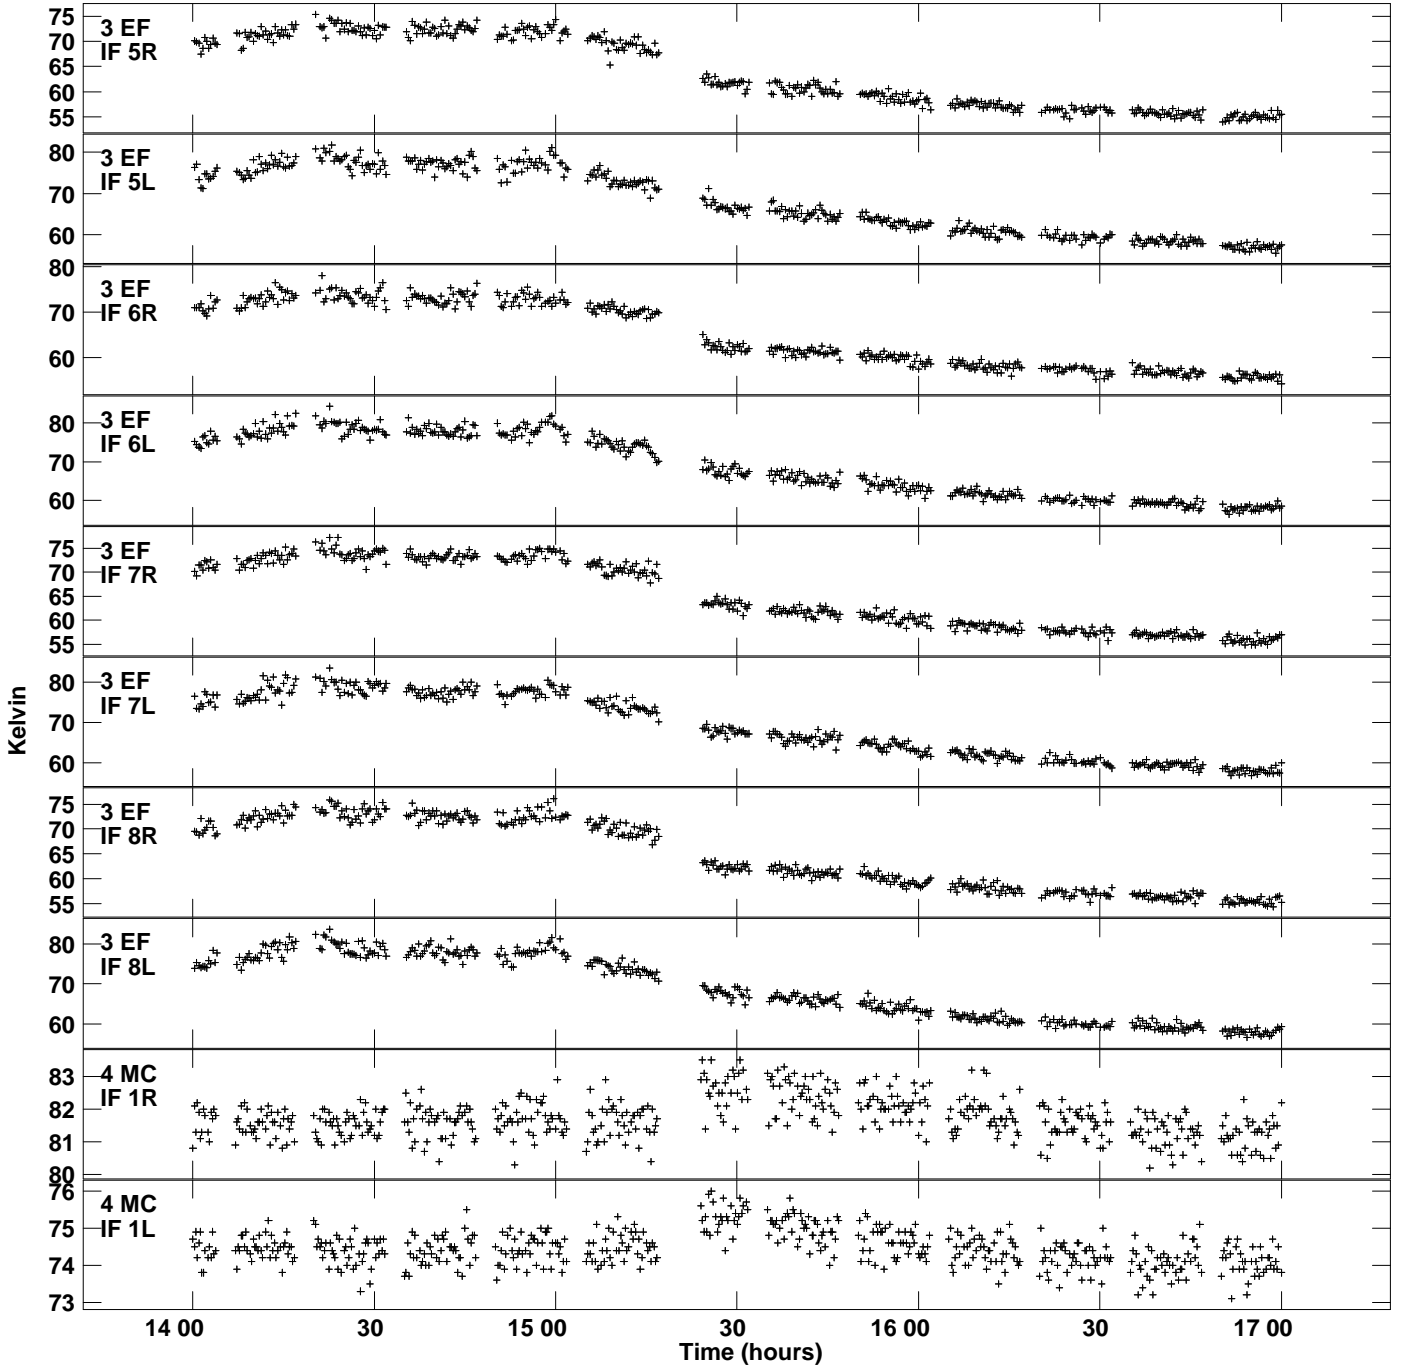 75
70
65
60
55
3 EF
IF 5R
80
70
60
3 EF
IF 5L
80
70
60
3 EF
IF 6R
80
70
60
3 EF
IF 6L
75
70
65
60
55
3 EF
IF 7R
80
70
60
3 EF
IF 7L
75
70
65
60
55
3 EF
IF 8R
80
70
60
3 EF
IF 8L
83
82
81
80
4 MC
IF 1R
76
75
74
73
4 MC
IF 1L
Kelvin
14 00 30 15 00 30 16 00 30 17 00
Time (hours)